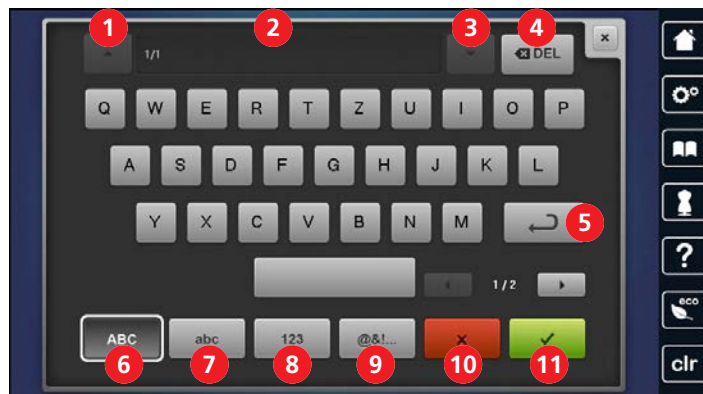 1 2 3 4
1/1 DEL ×
Q W E R T Z U I O P
A S D F G H J K L
Y X C V B N M 5
1/2
ABC abc 123 @&!...
6 7 8 9 10 11
?
eco
clr